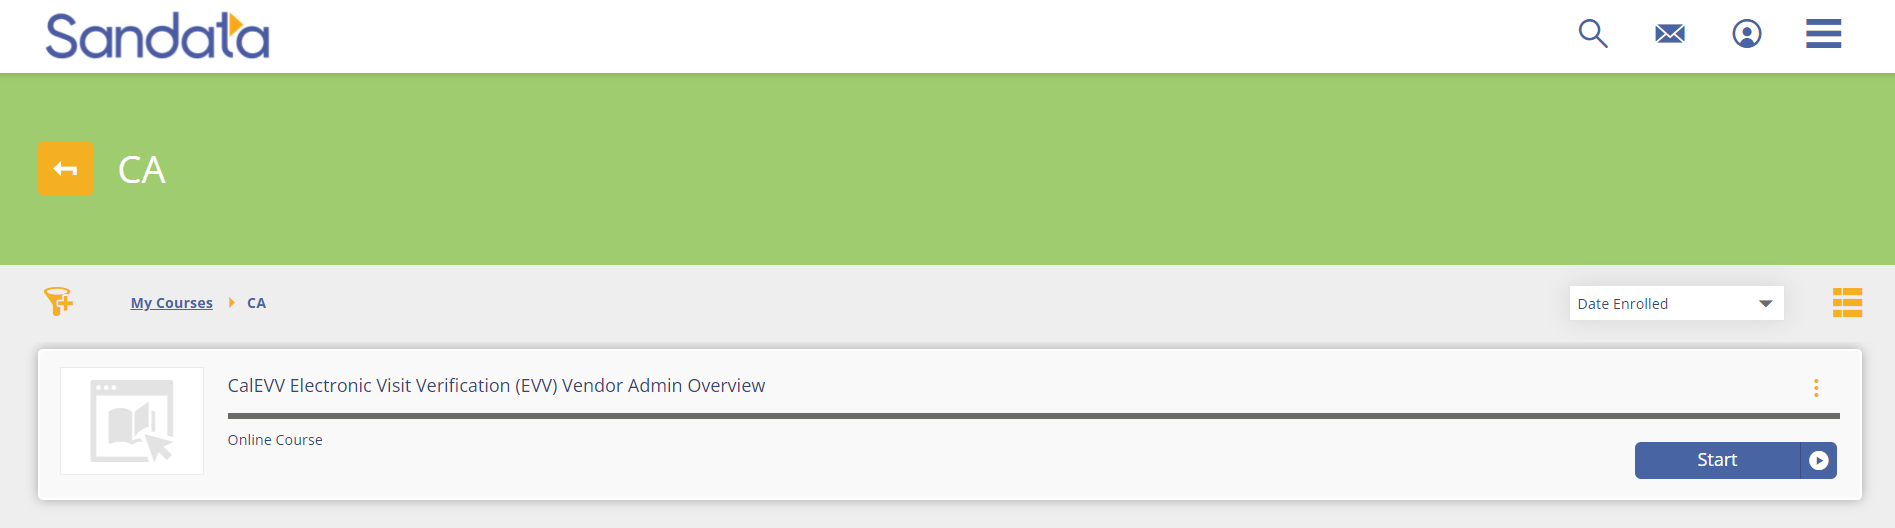 Sandata
CA
My Courses CA
Date Enrolled
CalEVV Electronic Visit Verification (EVV) Vendor Admin Overview
Online Course
Start